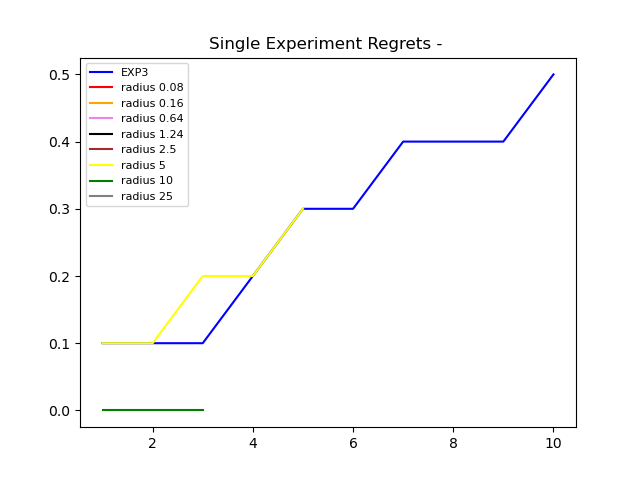 Single Experiment Regrets -
EXP3
radius 0.08
radius 0.16
radius 0.64
radius 1.24
radius 2.5
radius 5
radius 10
radius 25
0.5
0.4
0.3
0.2
0.1
0.0
2 4 6 8 10